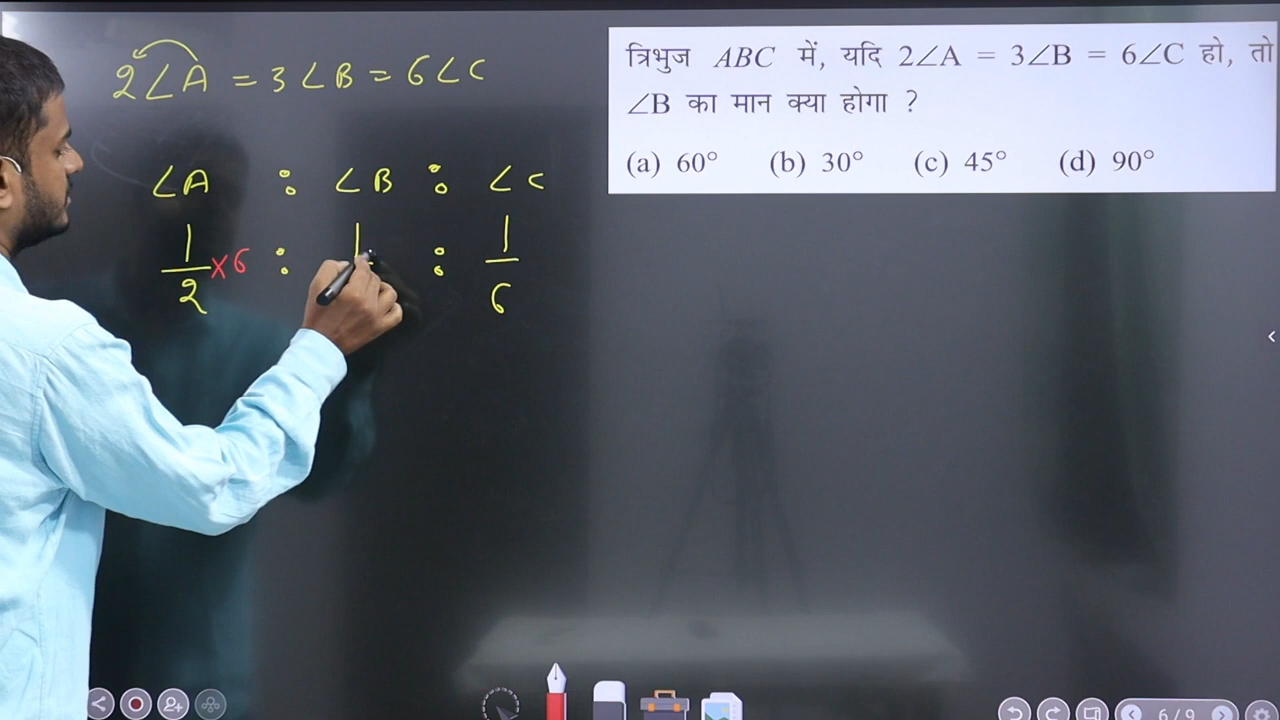 2∠A = 3∠B = 6∠C
∠A : ∠B : ∠C
1/2 ×6 : 1 : 1/6
त्रिभुज ABC में, यदि 2∠A = 3∠B = 6∠C हो, तो
∠B का मान क्या होगा ?
(a) 60° (b) 30° (c) 45° (d) 90°
6/9